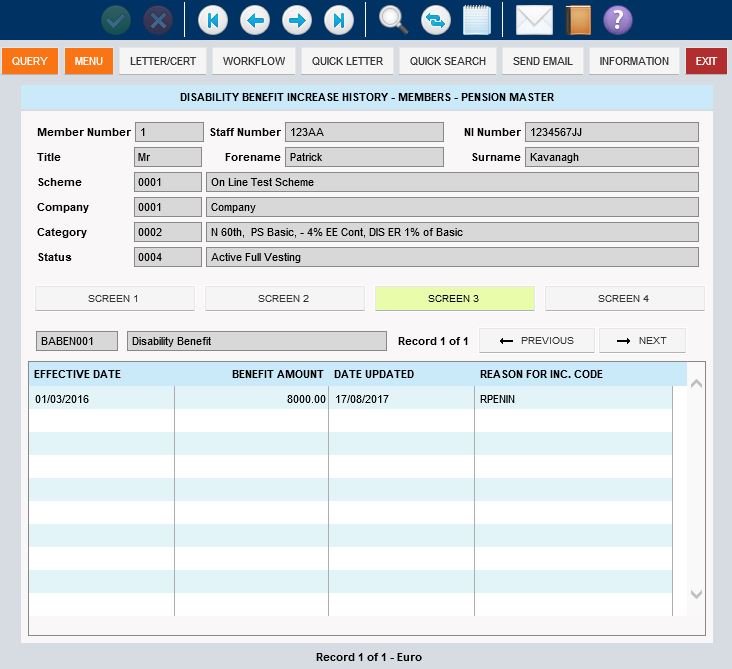 ?
QUERY MENU LETTER/CERT WORKFLOW QUICK LETTER QUICK SEARCH SEND EMAIL INFORMATION EXIT
DISABILITY BENEFIT INCREASE HISTORY - MEMBERS - PENSION MASTER
Member Number 1 Staff Number 123AA NI Number 1234567JJ
Title Mr Forename Patrick Surname Kavanagh
Scheme 0001 On Line Test Scheme
Company 0001 Company
Category 0002 N 60th, PS Basic, - 4% EE Cont, DIS ER 1% of Basic
Status 0004 Active Full Vesting
SCREEN 1 SCREEN 2 SCREEN 3 SCREEN 4
BABEN001 Disability Benefit Record 1 of 1 ← PREVIOUS → NEXT
EFFECTIVE DATE BENEFIT AMOUNT DATE UPDATED REASON FOR INC. CODE
01/03/2016 8000.00 17/08/2017 RPENIN
Record 1 of 1 - Euro